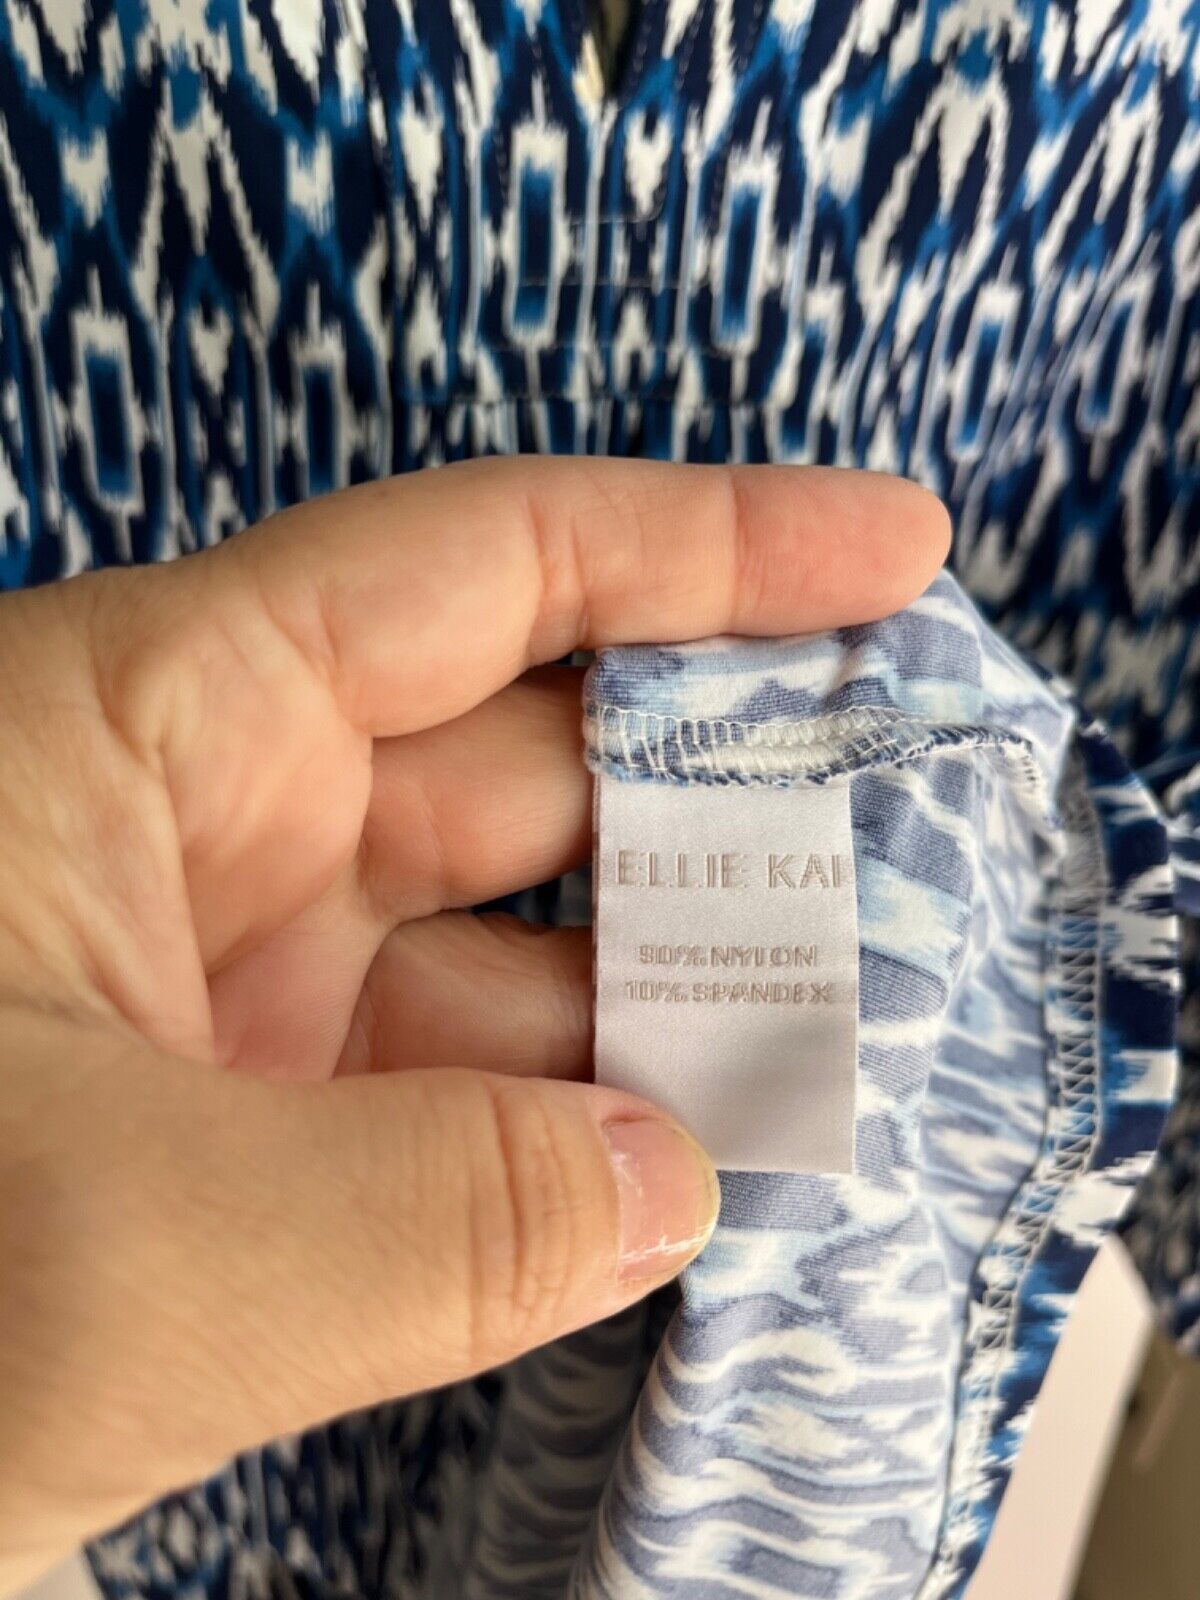 ELLIE KAI
90% NYLON
10% SPANDEX